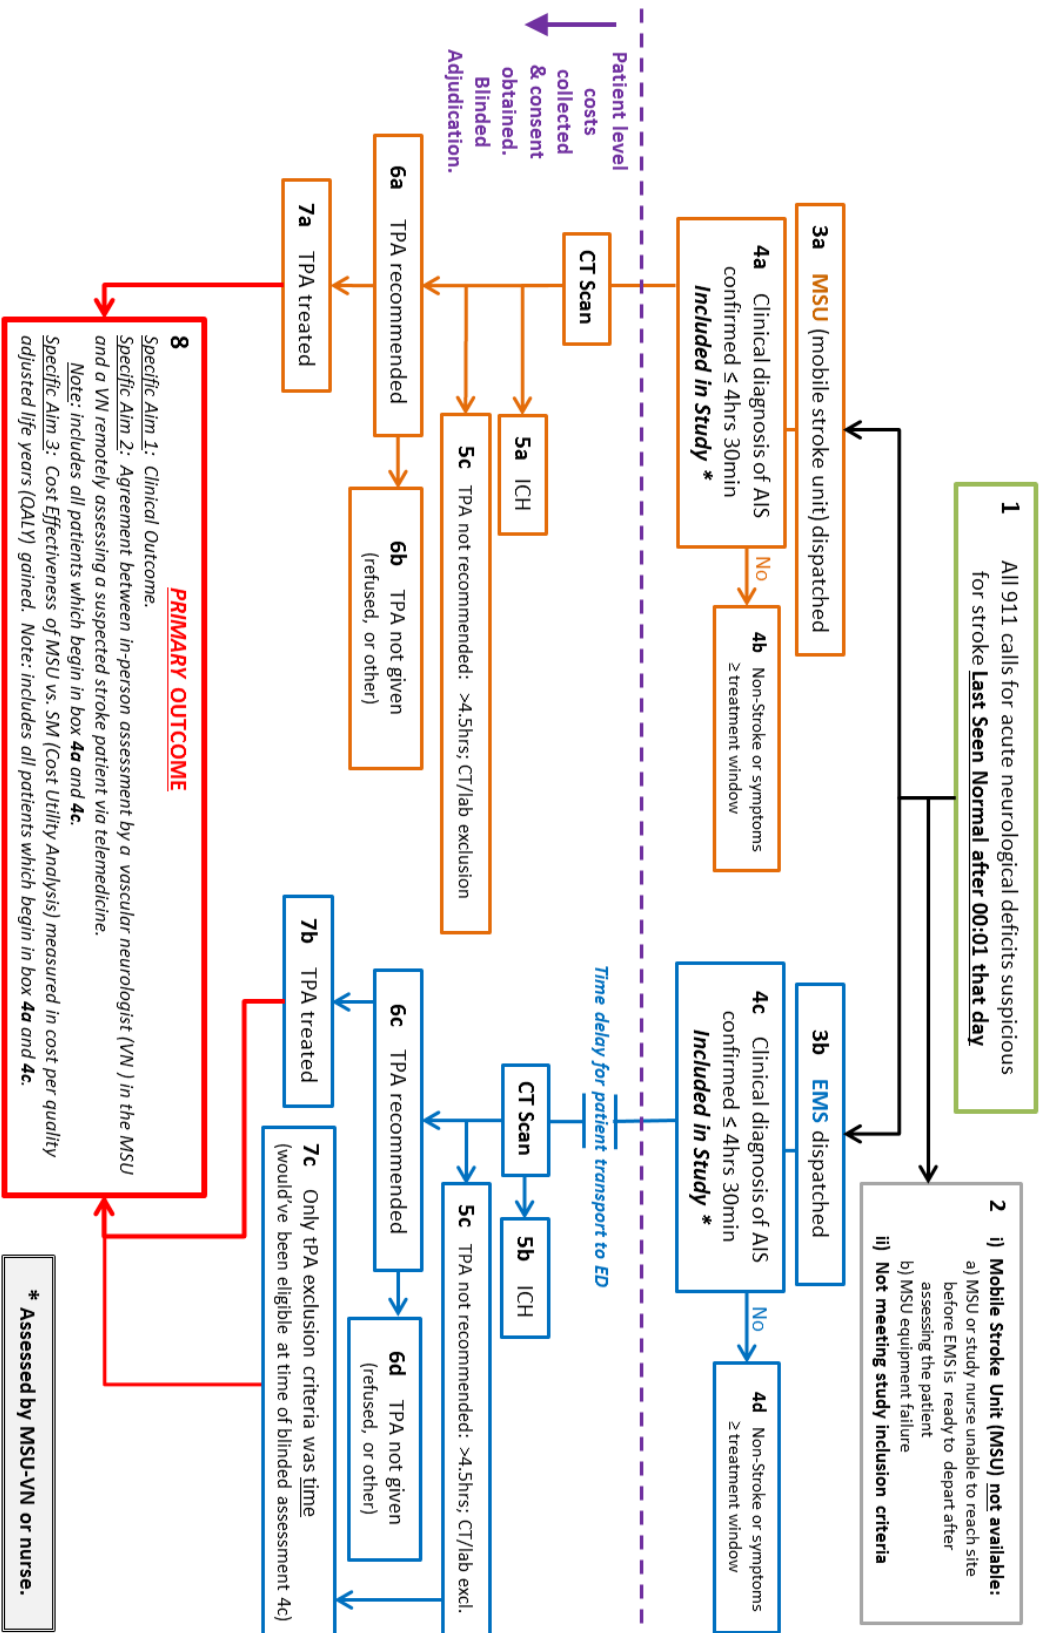 1 All 911 calls for acute neurological deficits suspicious
for stroke Last Seen Normal after 00:01 that day
2 i) Mobile Stroke Unit (MSU) not available:
a) MSU or study nurse unable to reach site
before EMS is ready to depart after
assessing the patient
b) MSU equipment failure
ii) Not meeting study inclusion criteria
3a MSU (mobile stroke unit) dispatched
3b EMS dispatched
4a Clinical diagnosis of AIS
confirmed ≤ 4hrs 30min
Included in Study *
No
4b Non-Stroke or symptoms
≥ treatment window
4c Clinical diagnosis of AIS
confirmed ≤ 4hrs 30min
Included in Study *
No
4d Non-Stroke or symptoms
≥ treatment window
Patient level
costs
collected
& consent
obtained.
Blinded
Adjudication.
Time delay for patient transport to ED
CT Scan
5a ICH
5c TPA not recommended: >4.5hrs; CT/lab exclusion
CT Scan
5b ICH
5c TPA not recommended: >4.5hrs; CT/lab excl.
6a TPA recommended
6b TPA not given
(refused, or other)
6c TPA recommended
6d TPA not given
(refused, or other)
7a TPA treated
7b TPA treated
7c Only tPA exclusion criteria was time
(would've been eligible at time of blinded assessment 4c)
8 PRIMARY OUTCOME
Specific Aim 1: Clinical Outcome.
Specific Aim 2: Agreement between in-person assessment by a vascular neurologist (VN ) in the MSU
and a VN remotely assessing a suspected stroke patient via telemedicine.
Note: includes all patients which begin in box 4a and 4c.
Specific Aim 3: Cost Effectiveness of MSU vs. SM (Cost Utility Analysis) measured in cost per quality
adjusted life years (QALY) gained. Note: includes all patients which begin in box 4a and 4c.
* Assessed by MSU-VN or nurse.